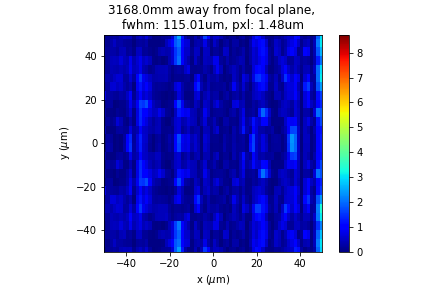 3168.0mm away from focal plane,
fwhm: 115.01um, pxl: 1.48um
40
20
0
−20
−40
y (μm)
−40 −20 0 20 40
x (μm)
8
7
6
5
4
3
2
1
0